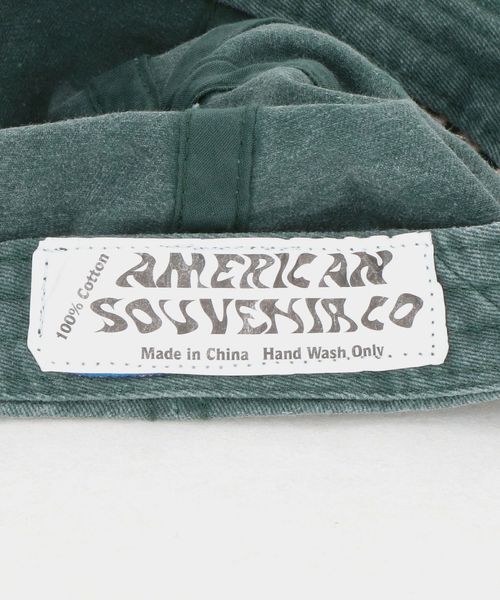 100% Cotton
AMERICAN
SOUVENIR CO
Made in China Hand Wash Only